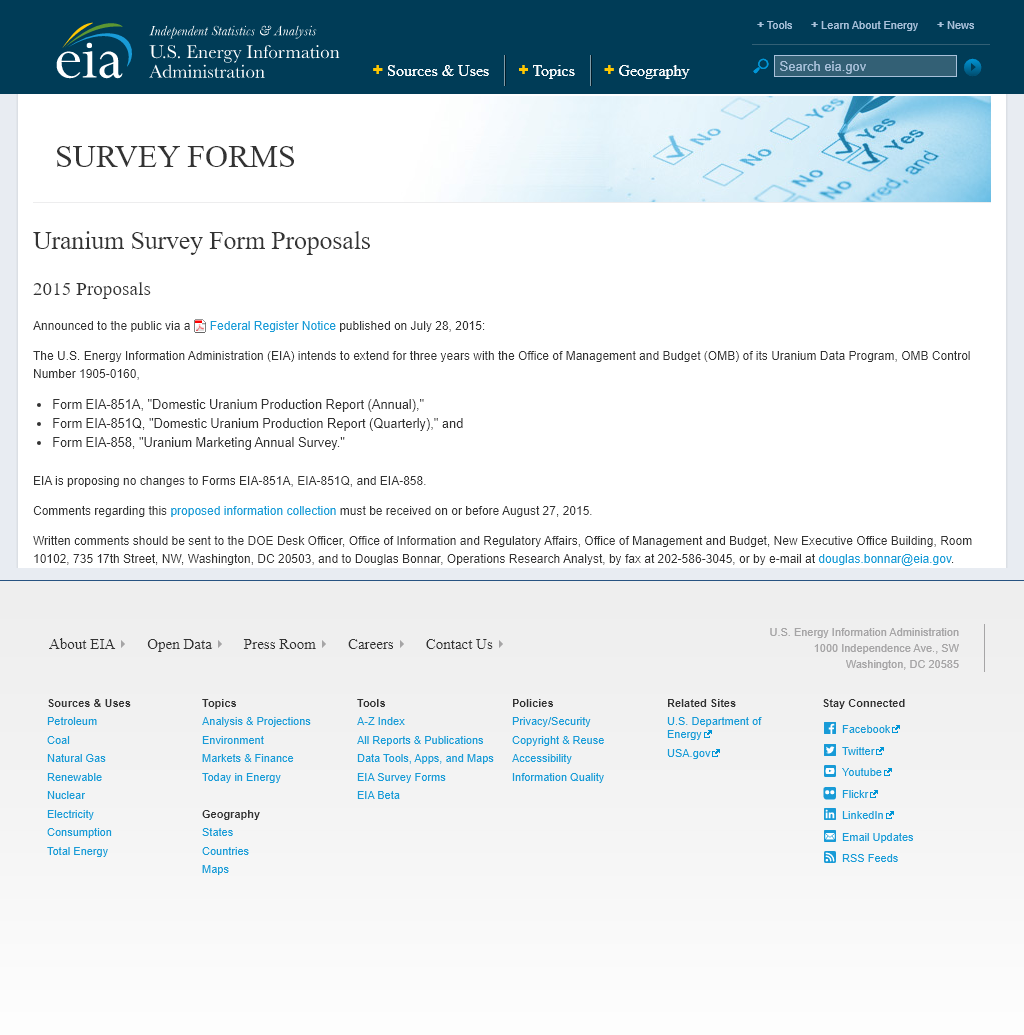 Independent Statistics & Analysis
eia
U.S. Energy Information
Administration
Sources & Uses
Topics
Geography
Tools
Learn About Energy
News
Search eia.gov
SURVEY FORMS
No
Yes
No
Yes
No
No
and
Uranium Survey Form Proposals
2015 Proposals
Announced to the public via a Federal Register Notice published on July 28, 2015:
The U.S. Energy Information Administration (EIA) intends to extend for three years with the Office of Management and Budget (OMB) of its Uranium Data Program, OMB Control
Number 1905-0160,
• Form EIA-851A, "Domestic Uranium Production Report (Annual),"
• Form EIA-851Q, "Domestic Uranium Production Report (Quarterly)," and
• Form EIA-858, "Uranium Marketing Annual Survey."
EIA is proposing no changes to Forms EIA-851A, EIA-851Q, and EIA-858.
Comments regarding this proposed information collection must be received on or before August 27, 2015.
Written comments should be sent to the DOE Desk Officer, Office of Information and Regulatory Affairs, Office of Management and Budget, New Executive Office Building, Room
10102, 735 17th Street, NW, Washington, DC 20503, and to Douglas Bonnar, Operations Research Analyst, by fax at 202-586-3045, or by e-mail at douglas.bonnar@eia.gov.
About EIA
Open Data
Press Room
Careers
Contact Us
U.S. Energy Information Administration
1000 Independence Ave., SW
Washington, DC 20585
Sources & Uses
Petroleum
Coal
Natural Gas
Renewable
Nuclear
Electricity
Consumption
Total Energy
Topics
Analysis & Projections
Environment
Markets & Finance
Today in Energy
Geography
States
Countries
Maps
Tools
A-Z Index
All Reports & Publications
Data Tools, Apps, and Maps
EIA Survey Forms
EIA Beta
Policies
Privacy/Security
Copyright & Reuse
Accessibility
Information Quality
Related Sites
U.S. Department of
Energy
USA.gov
Stay Connected
Facebook
Twitter
Youtube
Flickr
LinkedIn
Email Updates
RSS Feeds